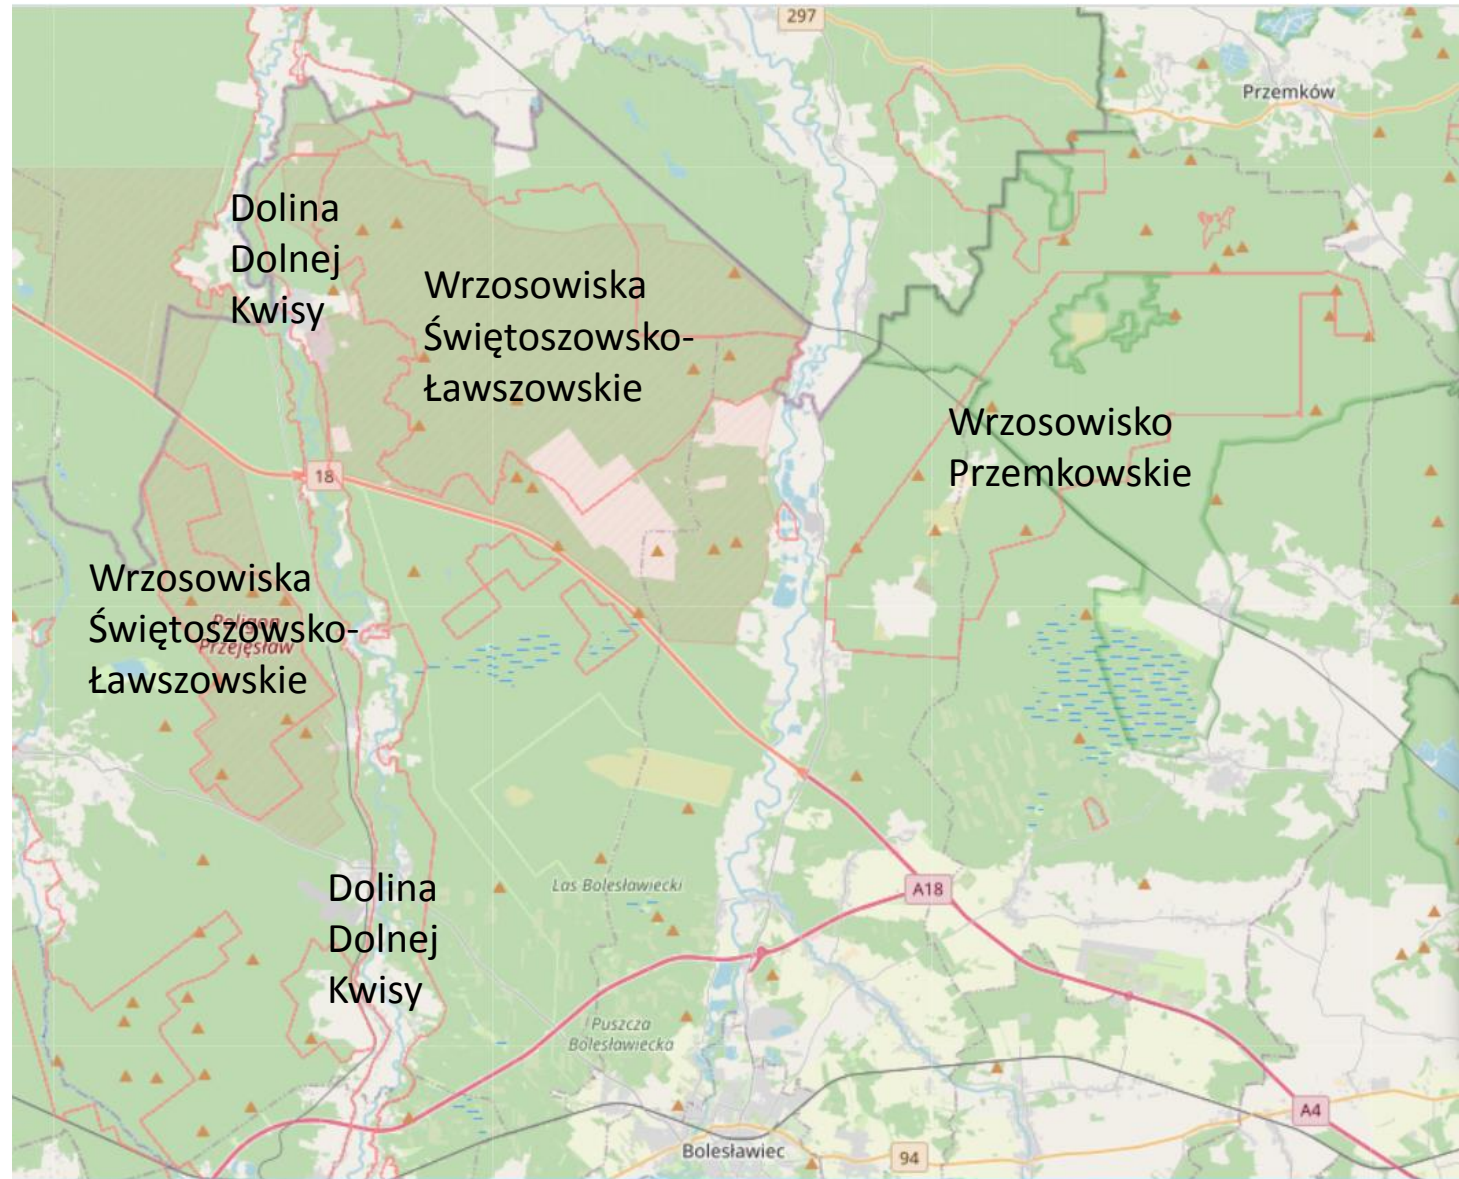 297
Przemków
Dolina
Dolnej
Kwisy
Wrzosowiska
Świętoszowsko-
Ławszowskie
Wrzosowisko
Przemkowskie
18
Wrzosowiska
Świętoszowsko-
Ławszowskie
Poligon
Przejęsław
Dolina
Dolnej
Kwisy
Las Bolesławiecki
A18
Puszcza
Bolesławiecka
A4
Bolesławiec
94